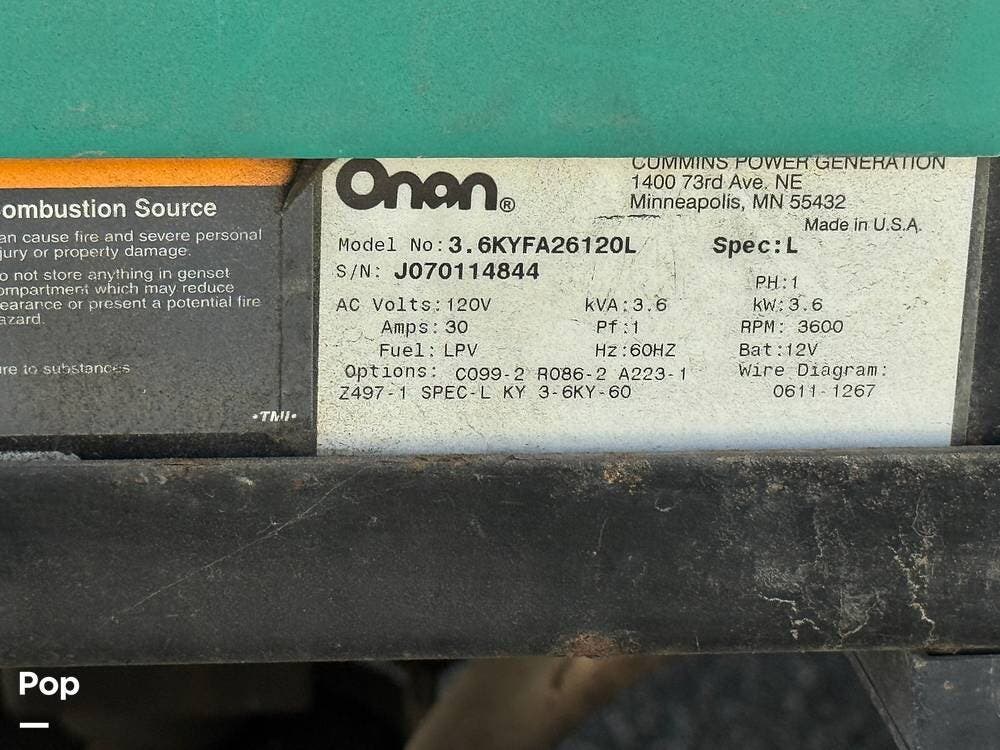 Combustion Source
can cause fire and severe personal
injury or property damage.
Do not store anything in genset
compartment which may reduce
clearance or present a potential fire
hazard.
to substances
•TMI•
Onan®
CUMMINS POWER GENERATION
1400 73rd Ave. NE
Minneapolis, MN 55432
Made in U.S.A.
Model No: 3.6KYFA26120L Spec: L
S/N: J070114844
PH: 1
AC Volts: 120V kVA: 3.6 kW: 3.6
Amps: 30 Pf: 1 RPM: 3600
Fuel: LPV Hz: 60HZ Bat: 12V
Options: C099-2 R086-2 A223-1 Wire Diagram:
Z497-1 SPEC-L KY 3-6KY-60 0611-1267
Pop